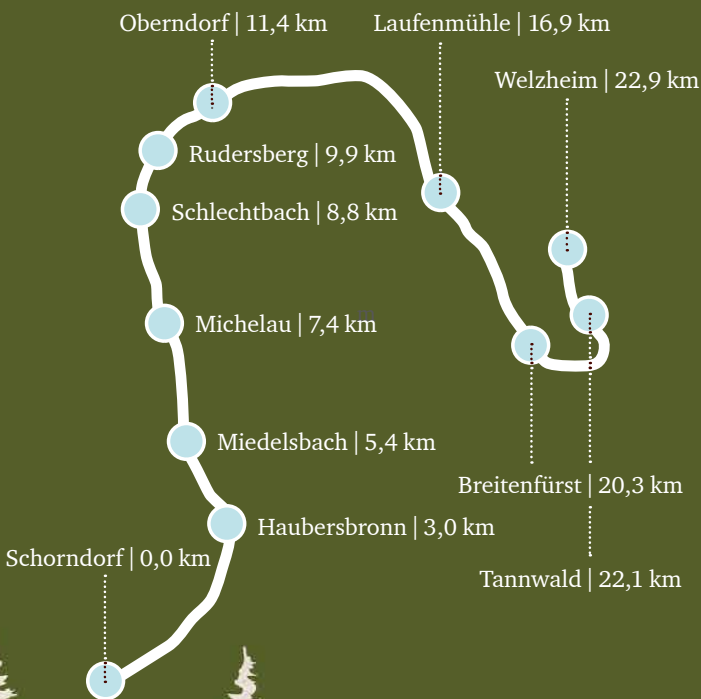 Oberndorf | 11,4 km
Laufenmühle | 16,9 km
Welzheim | 22,9 km
Rudersberg | 9,9 km
Schlechtbach | 8,8 km
Michelau | 7,4 km
Miedelsbach | 5,4 km
Breitenfürst | 20,3 km
Haubersbronn | 3,0 km
Schorndorf | 0,0 km
Tannwald | 22,1 km